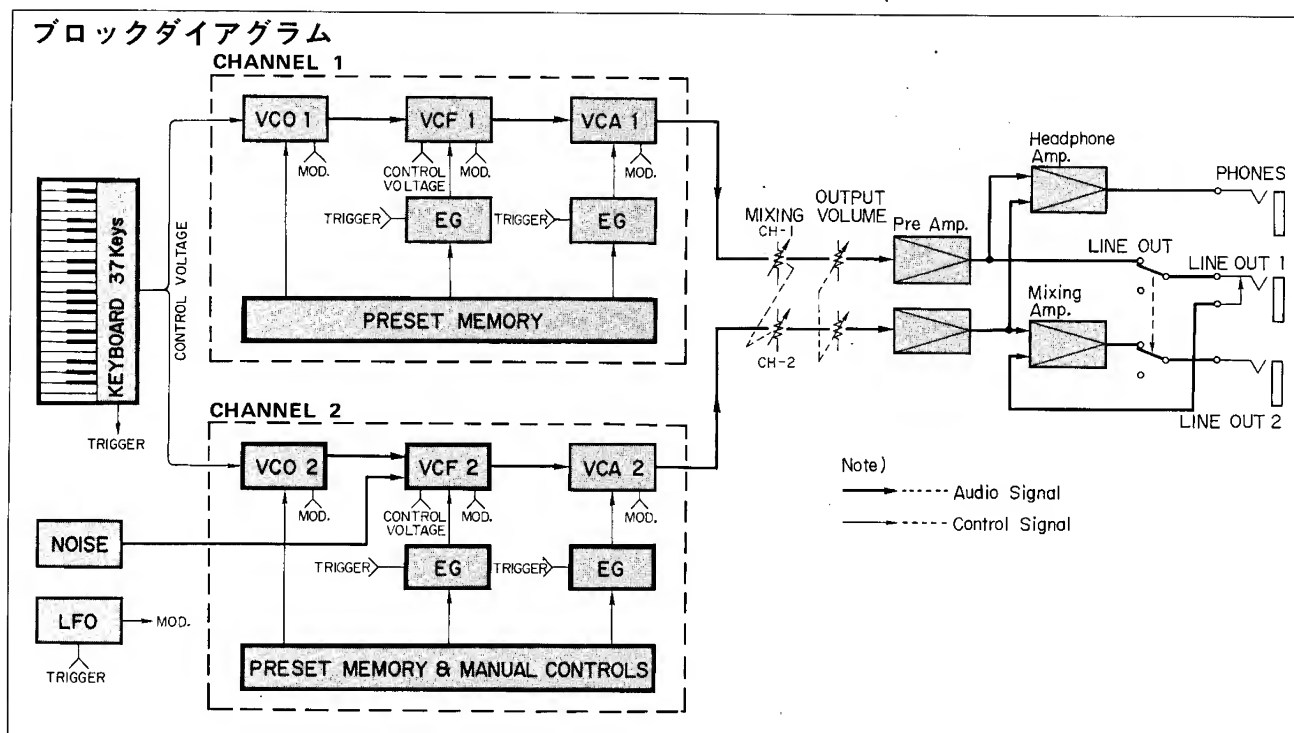 ブロックダイアグラム
CHANNEL 1
VCO 1
VCF 1
VCA 1
MOD.
CONTROL
VOLTAGE
MOD.
MOD.
TRIGGER
EG
TRIGGER
EG
PRESET MEMORY
KEYBOARD 37 Keys
CONTROL VOLTAGE
TRIGGER
CHANNEL 2
VCO 2
VCF 2
VCA 2
MOD.
CONTROL
VOLTAGE
MOD.
MOD.
NOISE
TRIGGER
EG
TRIGGER
EG
LFO
MOD.
TRIGGER
PRESET MEMORY & MANUAL CONTROLS
MIXING
CH-1
OUTPUT
VOLUME
CH-2
Pre Amp.
Headphone
Amp.
PHONES
LINE OUT
LINE OUT 1
Mixing
Amp.
LINE OUT 2
Note)
Audio Signal
Control Signal